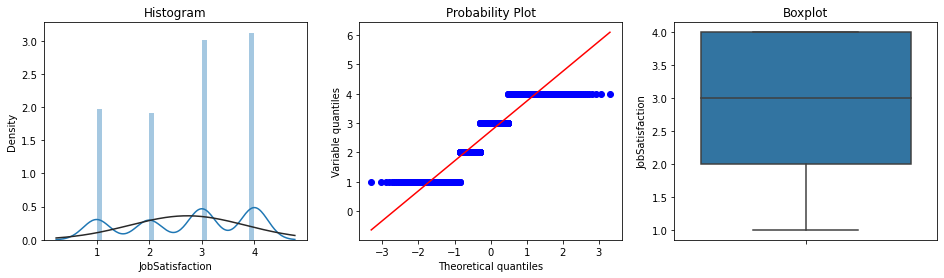 Histogram
Density
3.0
2.5
2.0
1.5
1.0
0.5
0.0
1 2 3 4
JobSatisfaction
Probability Plot
Variable quantiles
6
5
4
3
2
1
0
−3 −2 −1 0 1 2 3
Theoretical quantiles
Boxplot
JobSatisfaction
4.0
3.5
3.0
2.5
2.0
1.5
1.0